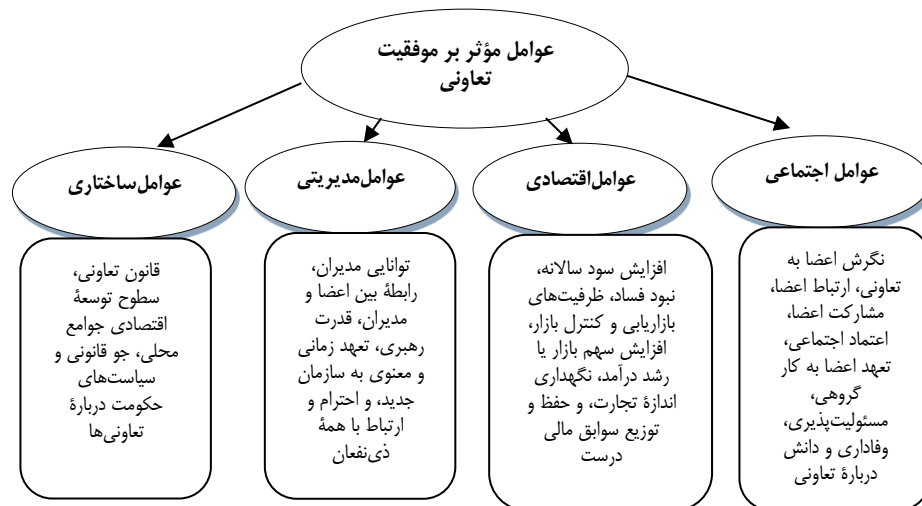 عوامل مؤثر بر موفقیت
تعاونی
عوامل اجتماعی
نگرش اعضا به
تعاونی، ارتباط اعضا،
مشارکت اعضا،
اعتماد اجتماعی،
تعهد اعضا به کار
گروهی،
مسئولیت‌پذیری،
وفاداری و دانش
دربارهٔ تعاونی
عوامل‌اقتصادی
افزایش سود سالانه،
نبود فساد، ظرفیت‌های
بازاریابی و کنترل بازار،
افزایش سهم بازار یا
رشد درآمد، نگهداری
اندازهٔ تجارت، و حفظ و
توزیع سوابق مالی
درست
عوامل‌مدیریتی
توانایی مدیران،
رابطهٔ بین اعضا و
مدیران، قدرت
رهبری، تعهد زمانی
و معنوی به سازمان
جدید، و احترام و
ارتباط با همهٔ
ذی‌نفعان
عوامل‌ساختاری
قانون تعاونی،
سطوح توسعهٔ
اقتصادی جوامع
محلی، جو قانونی و
سیاست‌های
حکومت دربارهٔ
تعاونی‌ها